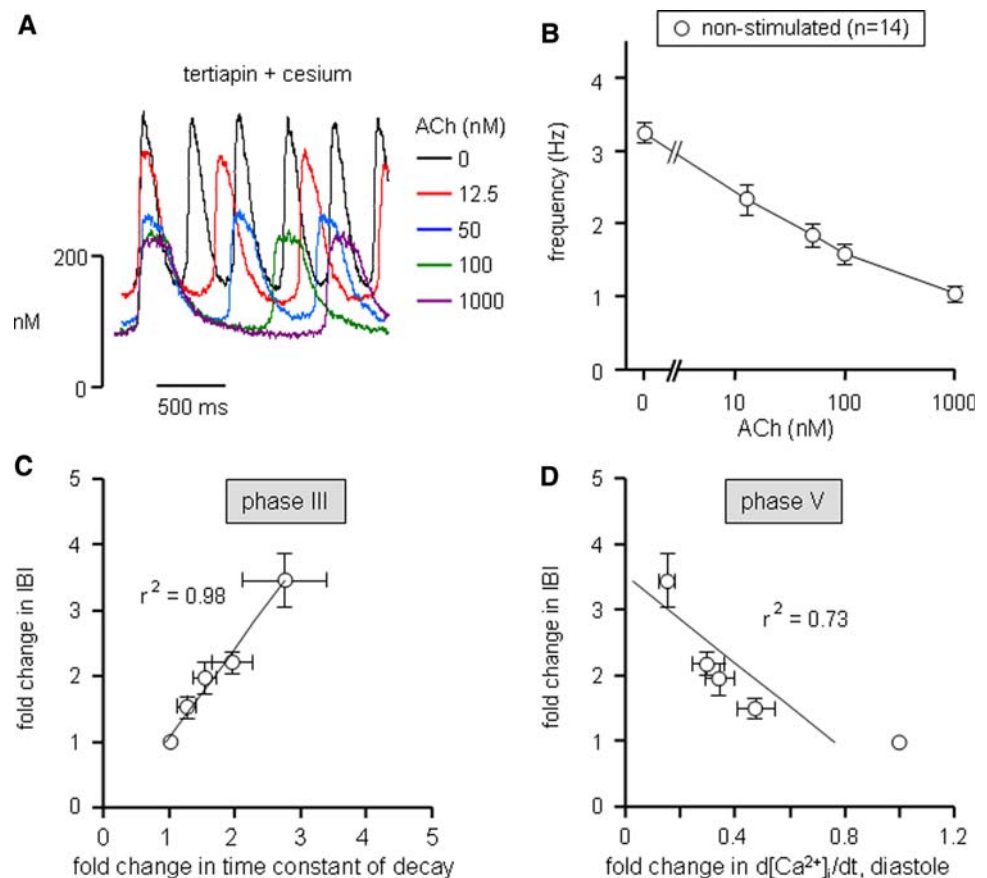 A
tertiapin + cesium
ACh (nM)
0
12.5
50
100
1000
200
nM
0
500 ms
B
non-stimulated (n=14)
frequency (Hz)
4
3
2
1
0
0
10
100
1000
ACh (nM)
C
phase III
fold change in IBI
5
4
3
2
1
0
r² = 0.98
0
1
2
3
4
5
fold change in time constant of decay
D
phase V
fold change in IBI
5
4
3
2
1
0
r² = 0.73
0
0.4
0.8
1.2
fold change in d[Ca²⁺]ᵢ/dt, diastole